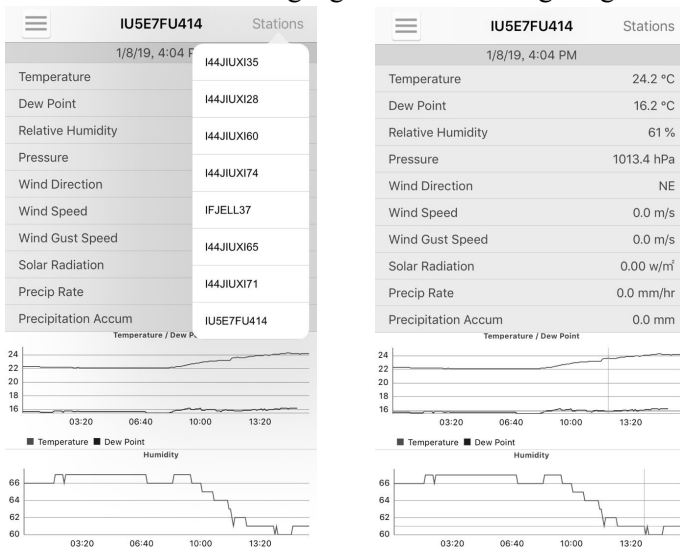 IU5E7FU414 Stations
1/8/19, 4:04 P
Temperature
Dew Point
Relative Humidity
Pressure
Wind Direction
Wind Speed
Wind Gust Speed
Solar Radiation
Precip Rate
Precipitation Accum
I44JIUXI35
I44JIUXI28
I44JIUXI60
I44JIUXI74
IFJELL37
I44JIUXI65
I44JIUXI71
IU5E7FU414
Temperature / Dew P
24
22
20
18
16
03:20 06:40 10:00 13:20
Temperature Dew Point
Humidity
66
64
62
60
03:20 06:40 10:00 13:20
IU5E7FU414 Stations
1/8/19, 4:04 PM
Temperature 24.2 °C
Dew Point 16.2 °C
Relative Humidity 61 %
Pressure 1013.4 hPa
Wind Direction NE
Wind Speed 0.0 m/s
Wind Gust Speed 0.0 m/s
Solar Radiation 0.00 w/m²
Precip Rate 0.0 mm/hr
Precipitation Accum 0.0 mm
Temperature / Dew Point
24
22
20
18
16
03:20 06:40 10:00 13:20
Temperature Dew Point
Humidity
66
64
62
60
03:20 06:40 10:00 13:20